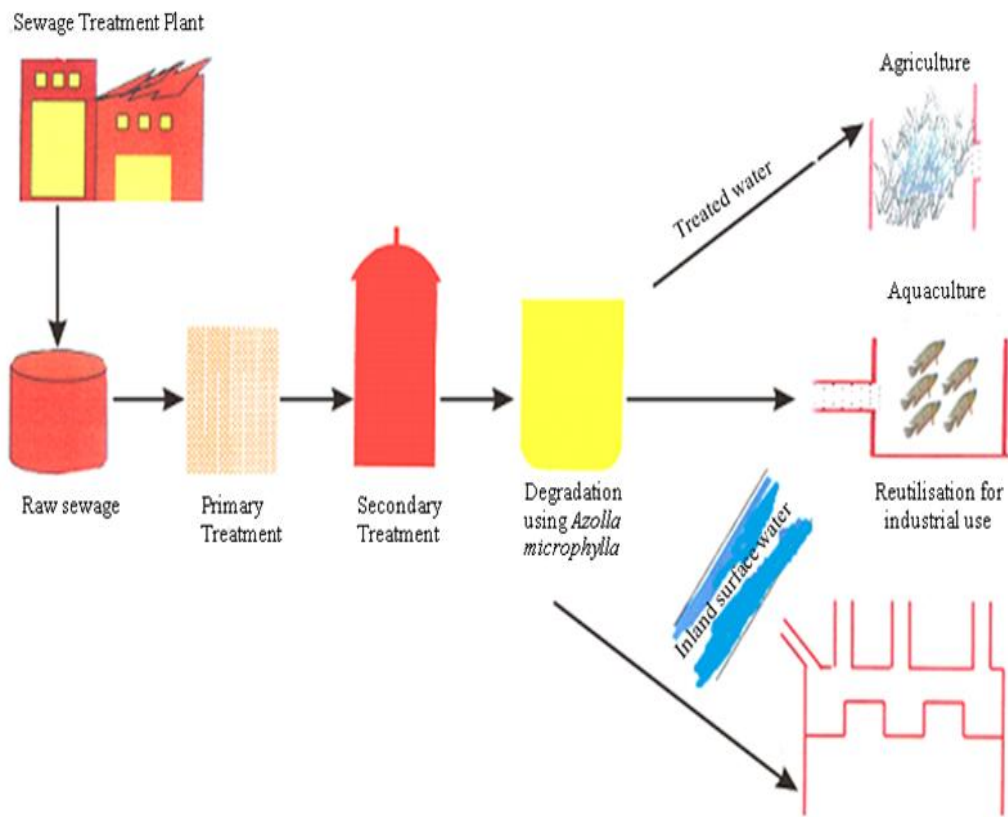 Sewage Treatment Plant
Agriculture
Treated water
Aquaculture
Raw sewage
Primary
Treatment
Secondary
Treatment
Degradation
using Azolla
microphylla
Reutilisation for
industrial use
Inland surface water